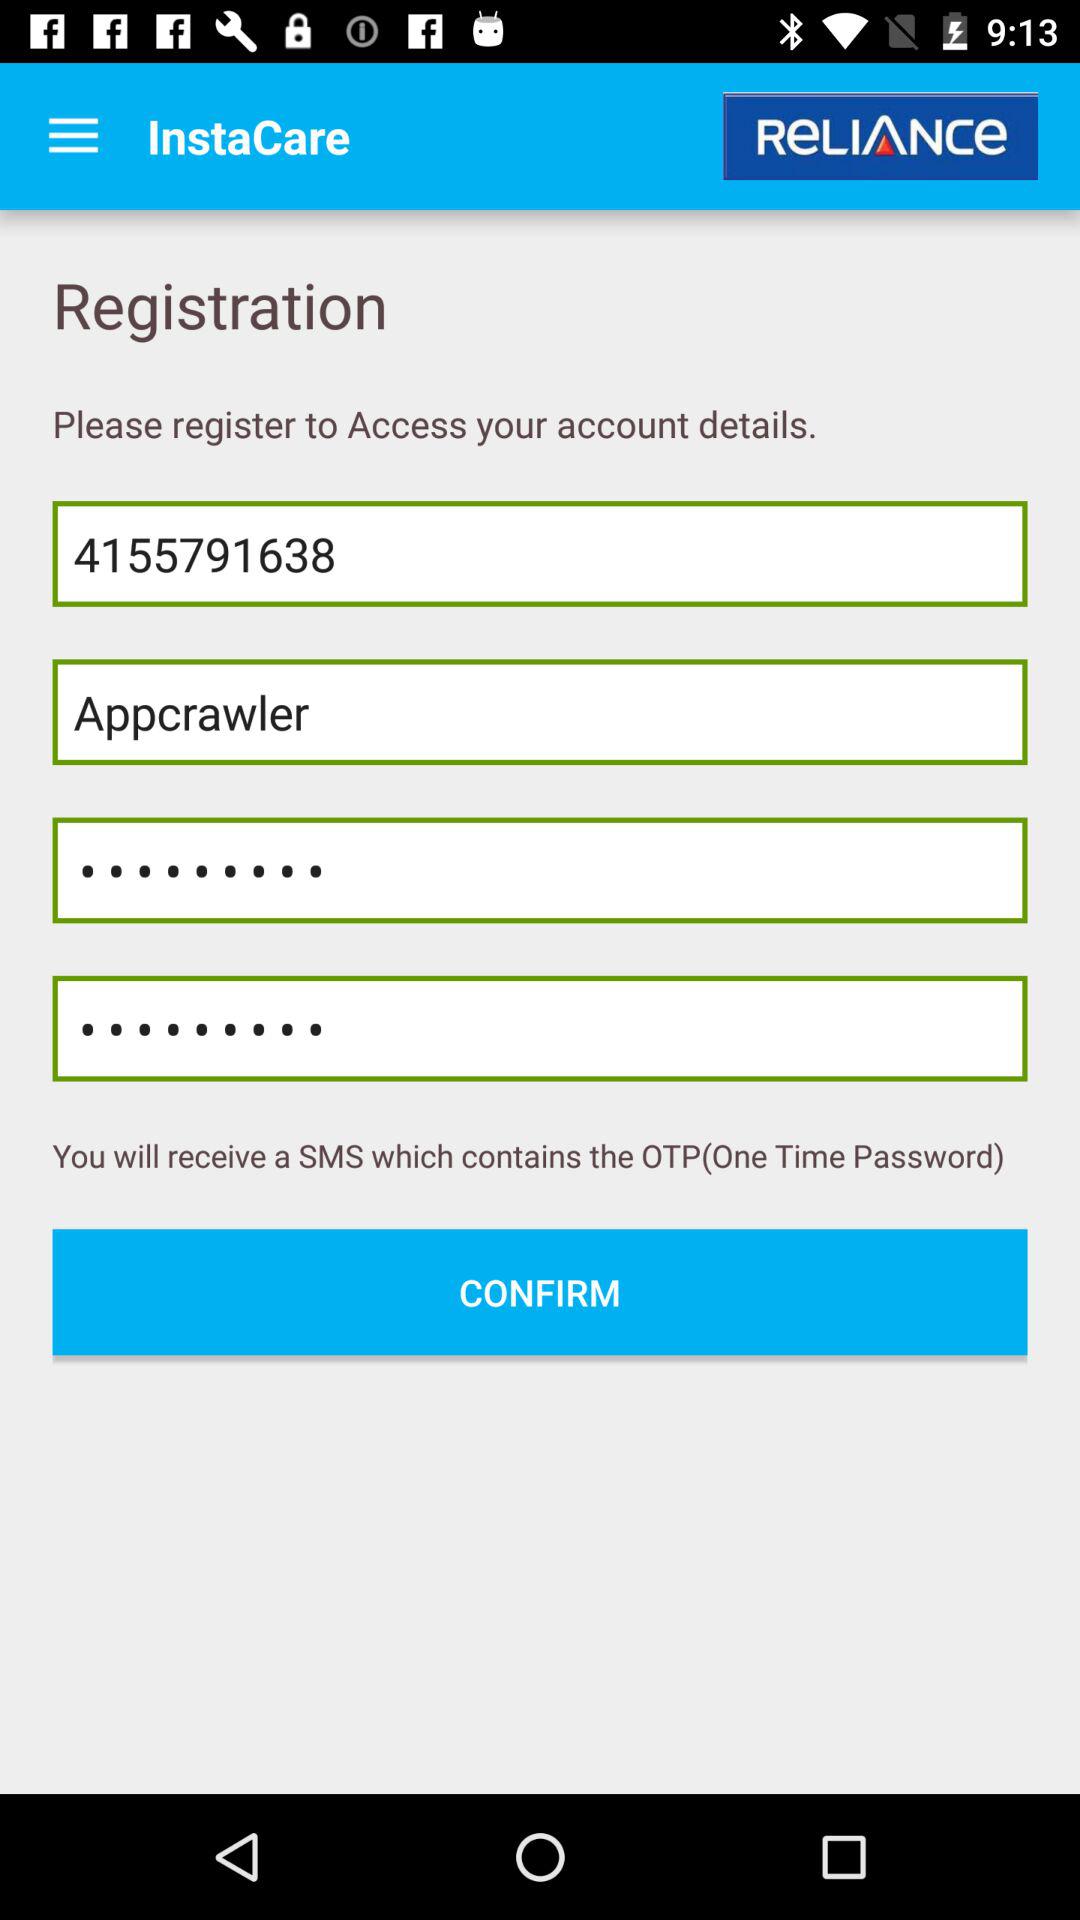 9:13
InstaCare
RELIANCE
Registration
Please register to Access your account details.
4155791638
Appcrawler
•••••••••
•••••••••
You will receive a SMS which contains the OTP(One Time Password)
CONFIRM